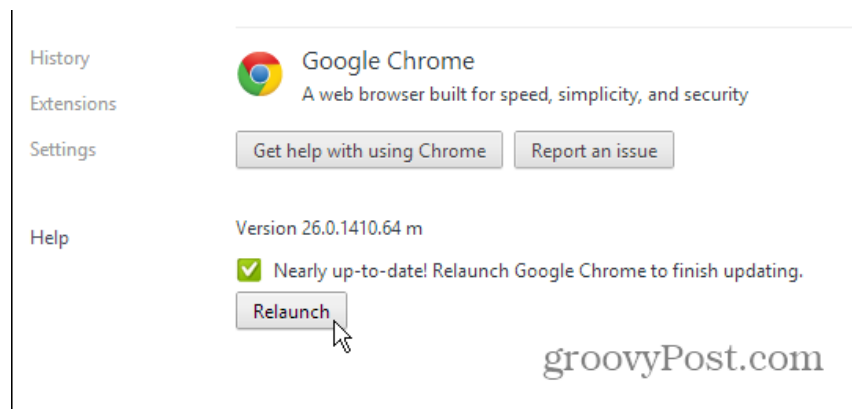 History
Extensions
Settings
Help
Google Chrome
A web browser built for speed, simplicity, and security
Get help with using Chrome
Report an issue
Version 26.0.1410.64 m
Nearly up-to-date! Relaunch Google Chrome to finish updating.
Relaunch
groovyPost.com